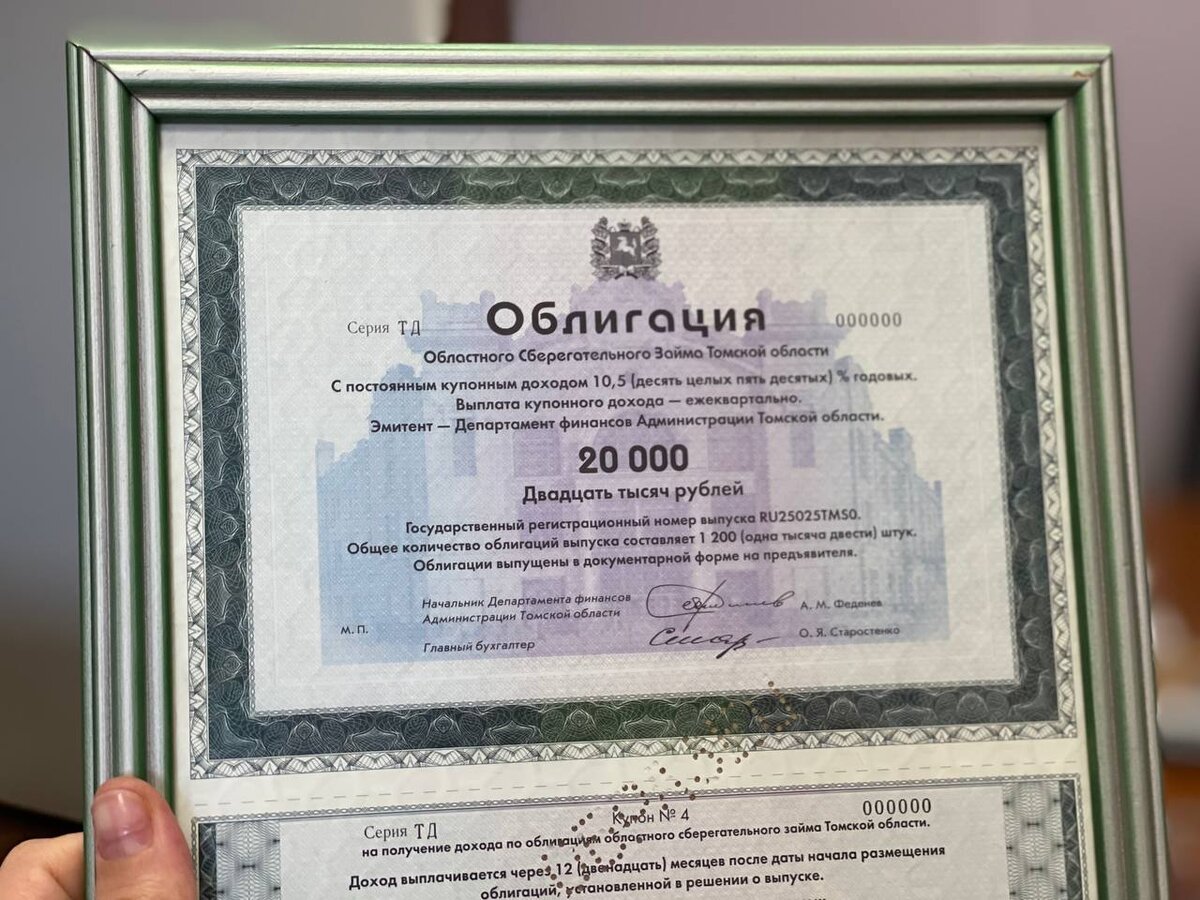 Серия ТД
Облигация
000000
Областного Сберегательного Займа Томской области
С постоянным купонным доходом 10,5 (десять целых пять десятых) % годовых.
Выплата купонного дохода — ежеквартально.
Эмитент — Департамент финансов Администрации Томской области.
20 000
Двадцать тысяч рублей
Государственный регистрационный номер выпуска RU25025TMS0.
Общее количество облигаций выпуска составляет 1 200 (одна тысяча двести) штук.
Облигации выпущены в документарной форме на предъявителя.
Начальник Департамента финансов
Администрации Томской области
А. М. Феденев
М. П.
Главный бухгалтер
О. Я. Старостенко
Купон № 4
000000
Серия ТД
на получение дохода по облигациям областного сберегательного займа Томской области.
Доход выплачивается через 12 (двенадцать) месяцев после даты начала размещения
облигаций, установленной в решении о выпуске.